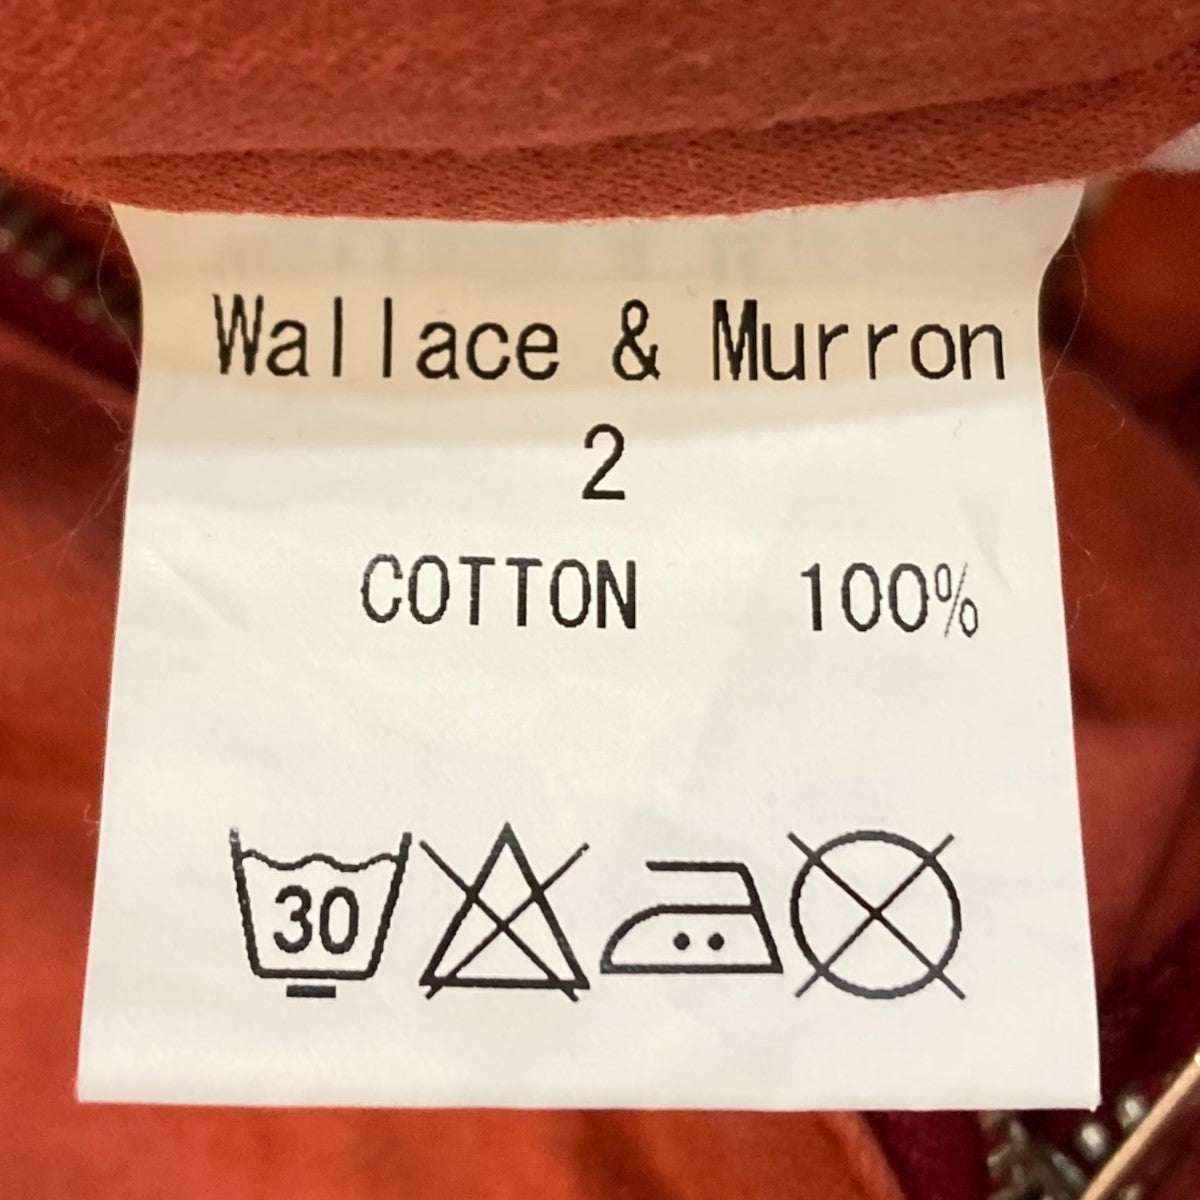 Wallace & Murron
2
COTTON 100%
30